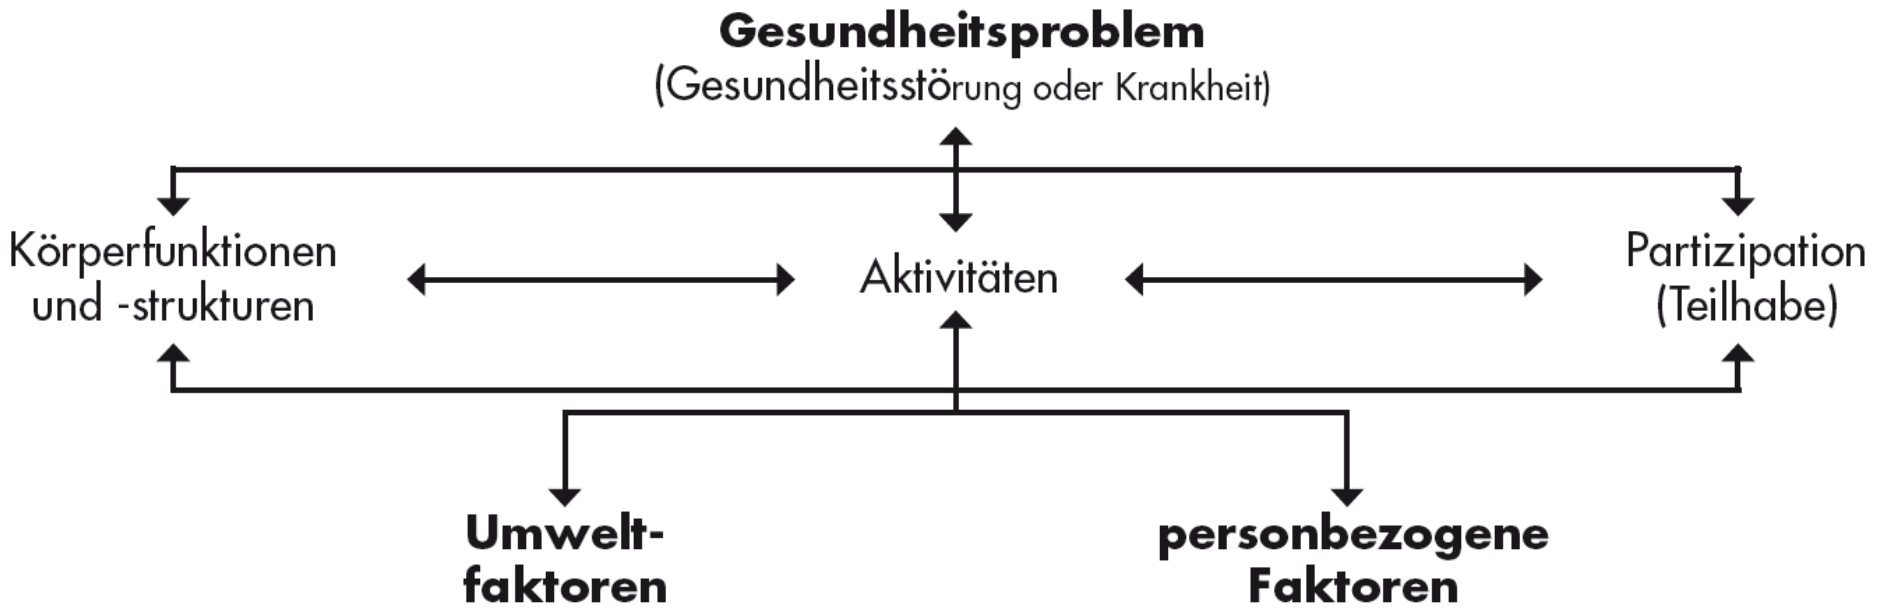 Gesundheitsproblem
(Gesundheitsstörung oder Krankheit)
Körperfunktionen
und -strukturen
Aktivitäten
Partizipation
(Teilhabe)
Umwelt-
faktoren
personbezogene
Faktoren